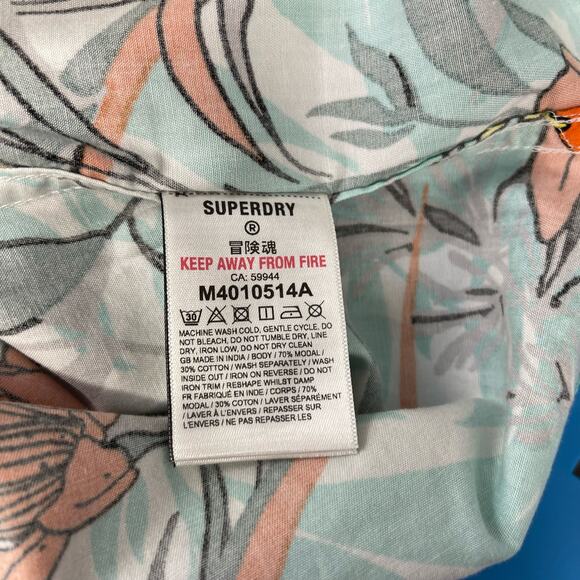 SUPERDRY
®
冒険魂
KEEP AWAY FROM FIRE
CA: 59944
M4010514A
30
MACHINE WASH COLD, GENTLE CYCLE, DO
NOT BLEACH, DO NOT TUMBLE DRY, LINE
DRY, IRON LOW, DO NOT DRY CLEAN
GB MADE IN INDIA / BODY / 70% MODAL /
30% COTTON / WASH SEPARATELY / WASH
INSIDE OUT / IRON ON REVERSE / DO NOT
IRON TRIM / RESHAPE WHILST DAMP
FR FABRIQUÉ EN INDE / CORPS / 70%
MODAL / 30% COTON / LAVER SÉPARÉMENT
/ LAVER À L'ENVERS / REPASSER SUR
L'ENVERS / NE PAS REPASSER LES